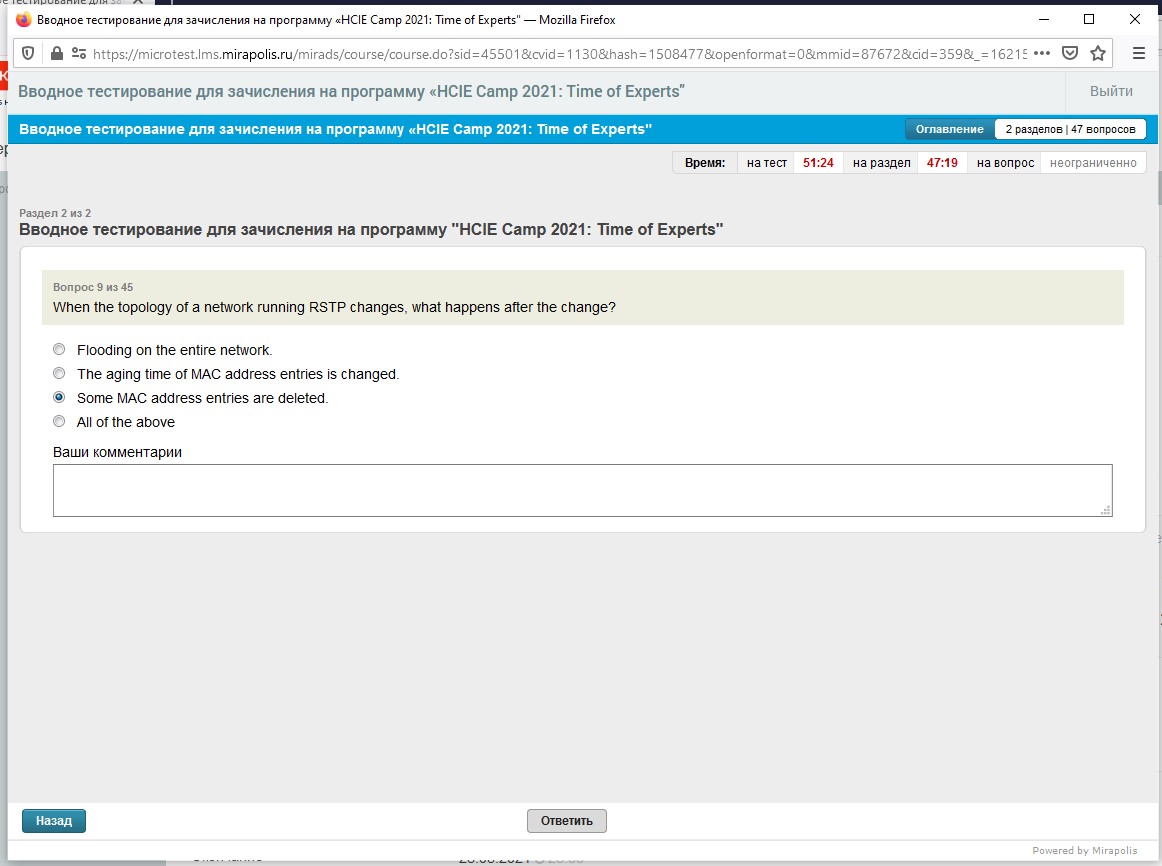 Вводное тестирование для зачисления на программу «HCIE Camp 2021: Time of Experts" — Mozilla Firefox
https://microtest.lms.mirapolis.ru/mirads/course/course.do?sid=45501&cvid=1130&hash=1508477&openformat=0&mmid=87672&cid=359&_=16215
Вводное тестирование для зачисления на программу «HCIE Camp 2021: Time of Experts"
Выйти
Вводное тестирование для зачисления на программу «HCIE Camp 2021: Time of Experts"
Оглавление 2 разделов | 47 вопросов
Время: на тест 51:24 на раздел 47:19 на вопрос неограниченно
Раздел 2 из 2
Вводное тестирование для зачисления на программу "HCIE Camp 2021: Time of Experts"
Вопрос 9 из 45
When the topology of a network running RSTP changes, what happens after the change?
Flooding on the entire network.
The aging time of MAC address entries is changed.
Some MAC address entries are deleted.
All of the above
Ваши комментарии
Назад
Ответить
Powered by Mirapolis